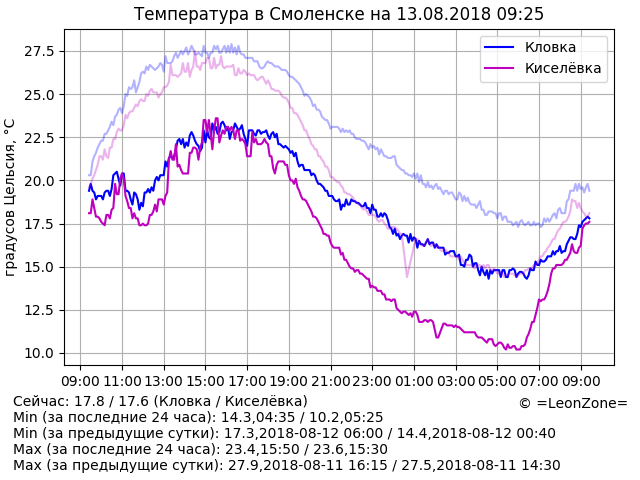 Температура в Смоленске на 13.08.2018 09:25
Кловка
Киселёвка
градусов Цельсия, °C
27.5
25.0
22.5
20.0
17.5
15.0
12.5
10.0
09:00 11:00 13:00 15:00 17:00 19:00 21:00 23:00 01:00 03:00 05:00 07:00 09:00
Сейчас: 17.8 / 17.6 (Кловка / Киселёвка)
© =LeonZone=
Min (за последние 24 часа): 14.3,04:35 / 10.2,05:25
Min (за предыдущие сутки): 17.3,2018-08-12 06:00 / 14.4,2018-08-12 00:40
Max (за последние 24 часа): 23.4,15:50 / 23.6,15:30
Max (за предыдущие сутки): 27.9,2018-08-11 16:15 / 27.5,2018-08-11 14:30